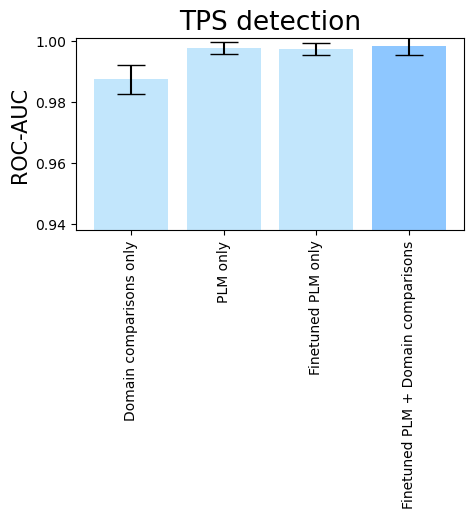 TPS detection
ROC-AUC
1.00
0.98
0.96
0.94
Domain comparisons only
PLM only
Finetuned PLM only
Finetuned PLM + Domain comparisons